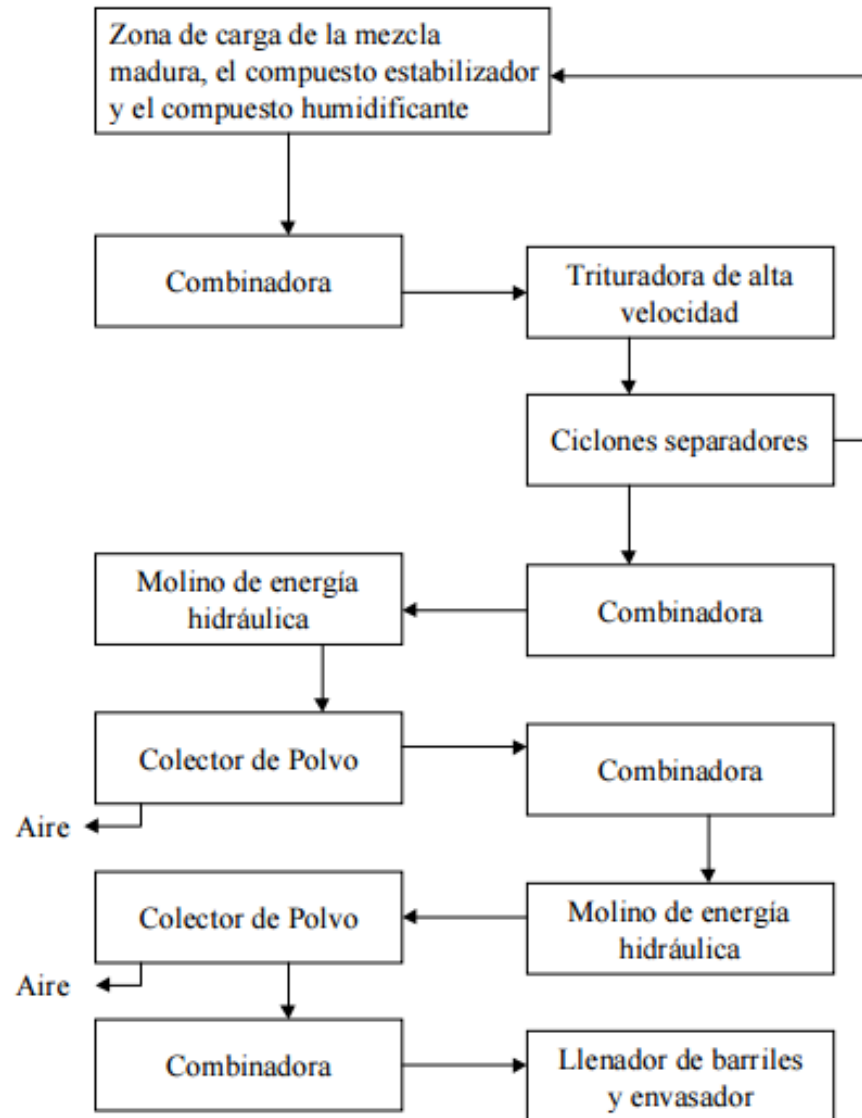 Zona de carga de la mezcla
madura, el compuesto estabilizador
y el compuesto humidificante
Combinadora
Trituradora de alta
velocidad
Ciclones separadores
Molino de energía
hidráulica
Combinadora
Colector de Polvo
Combinadora
Aire
Colector de Polvo
Molino de energía
hidráulica
Aire
Combinadora
Llenador de barriles
y envasador